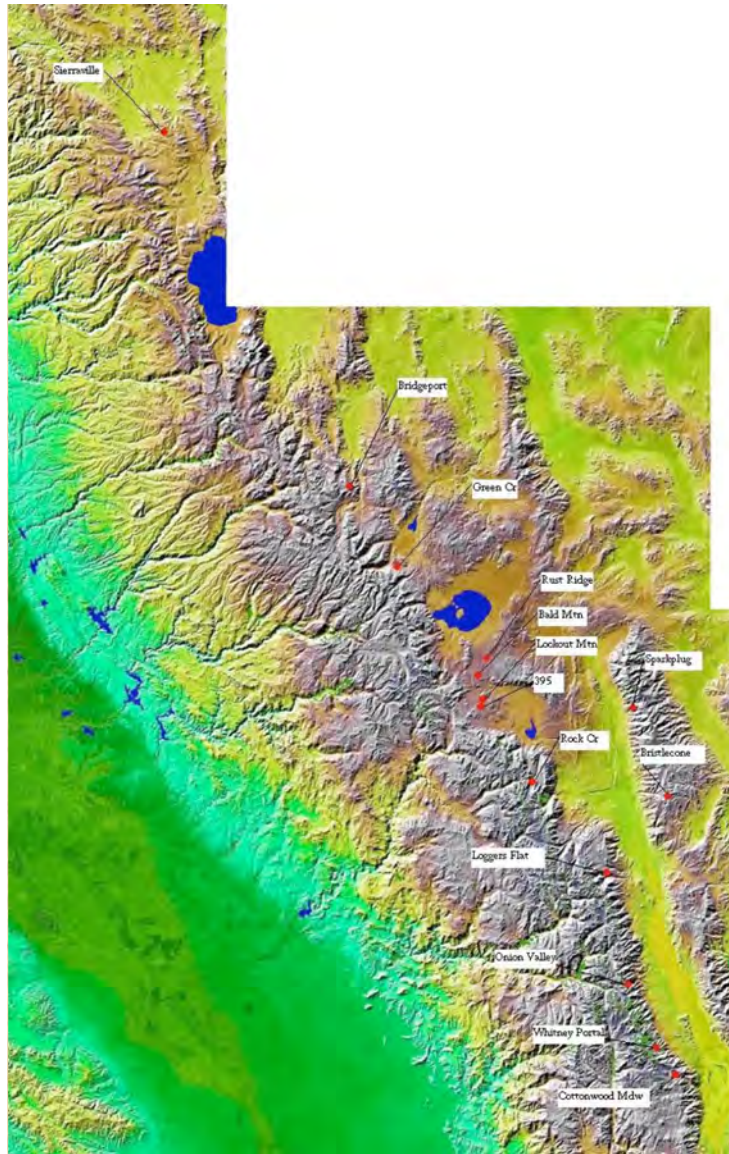 Sierraville
Bridgeport
Green Cr
Rust Ridge
Bald Mtn
Lookout Mtn
Sparkplug
395
Rock Cr
Bristlecone
Loggers Flat
Onion Valley
Whitney Portal
Cottonwood Mdw